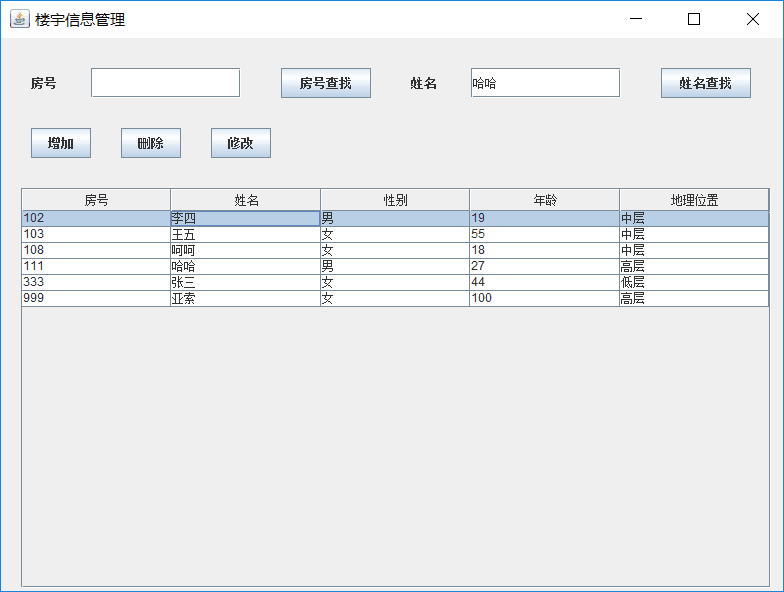 楼宇信息管理
房号 房号查找 姓名 哈哈 姓名查找
增加 删除 修改
房号 姓名 性别 年龄 地理位置
102 李四 男 19 中层
103 王五 女 55 中层
108 呵呵 女 18 中层
111 哈哈 男 27 高层
333 张三 女 44 低层
999 亚索 女 100 高层